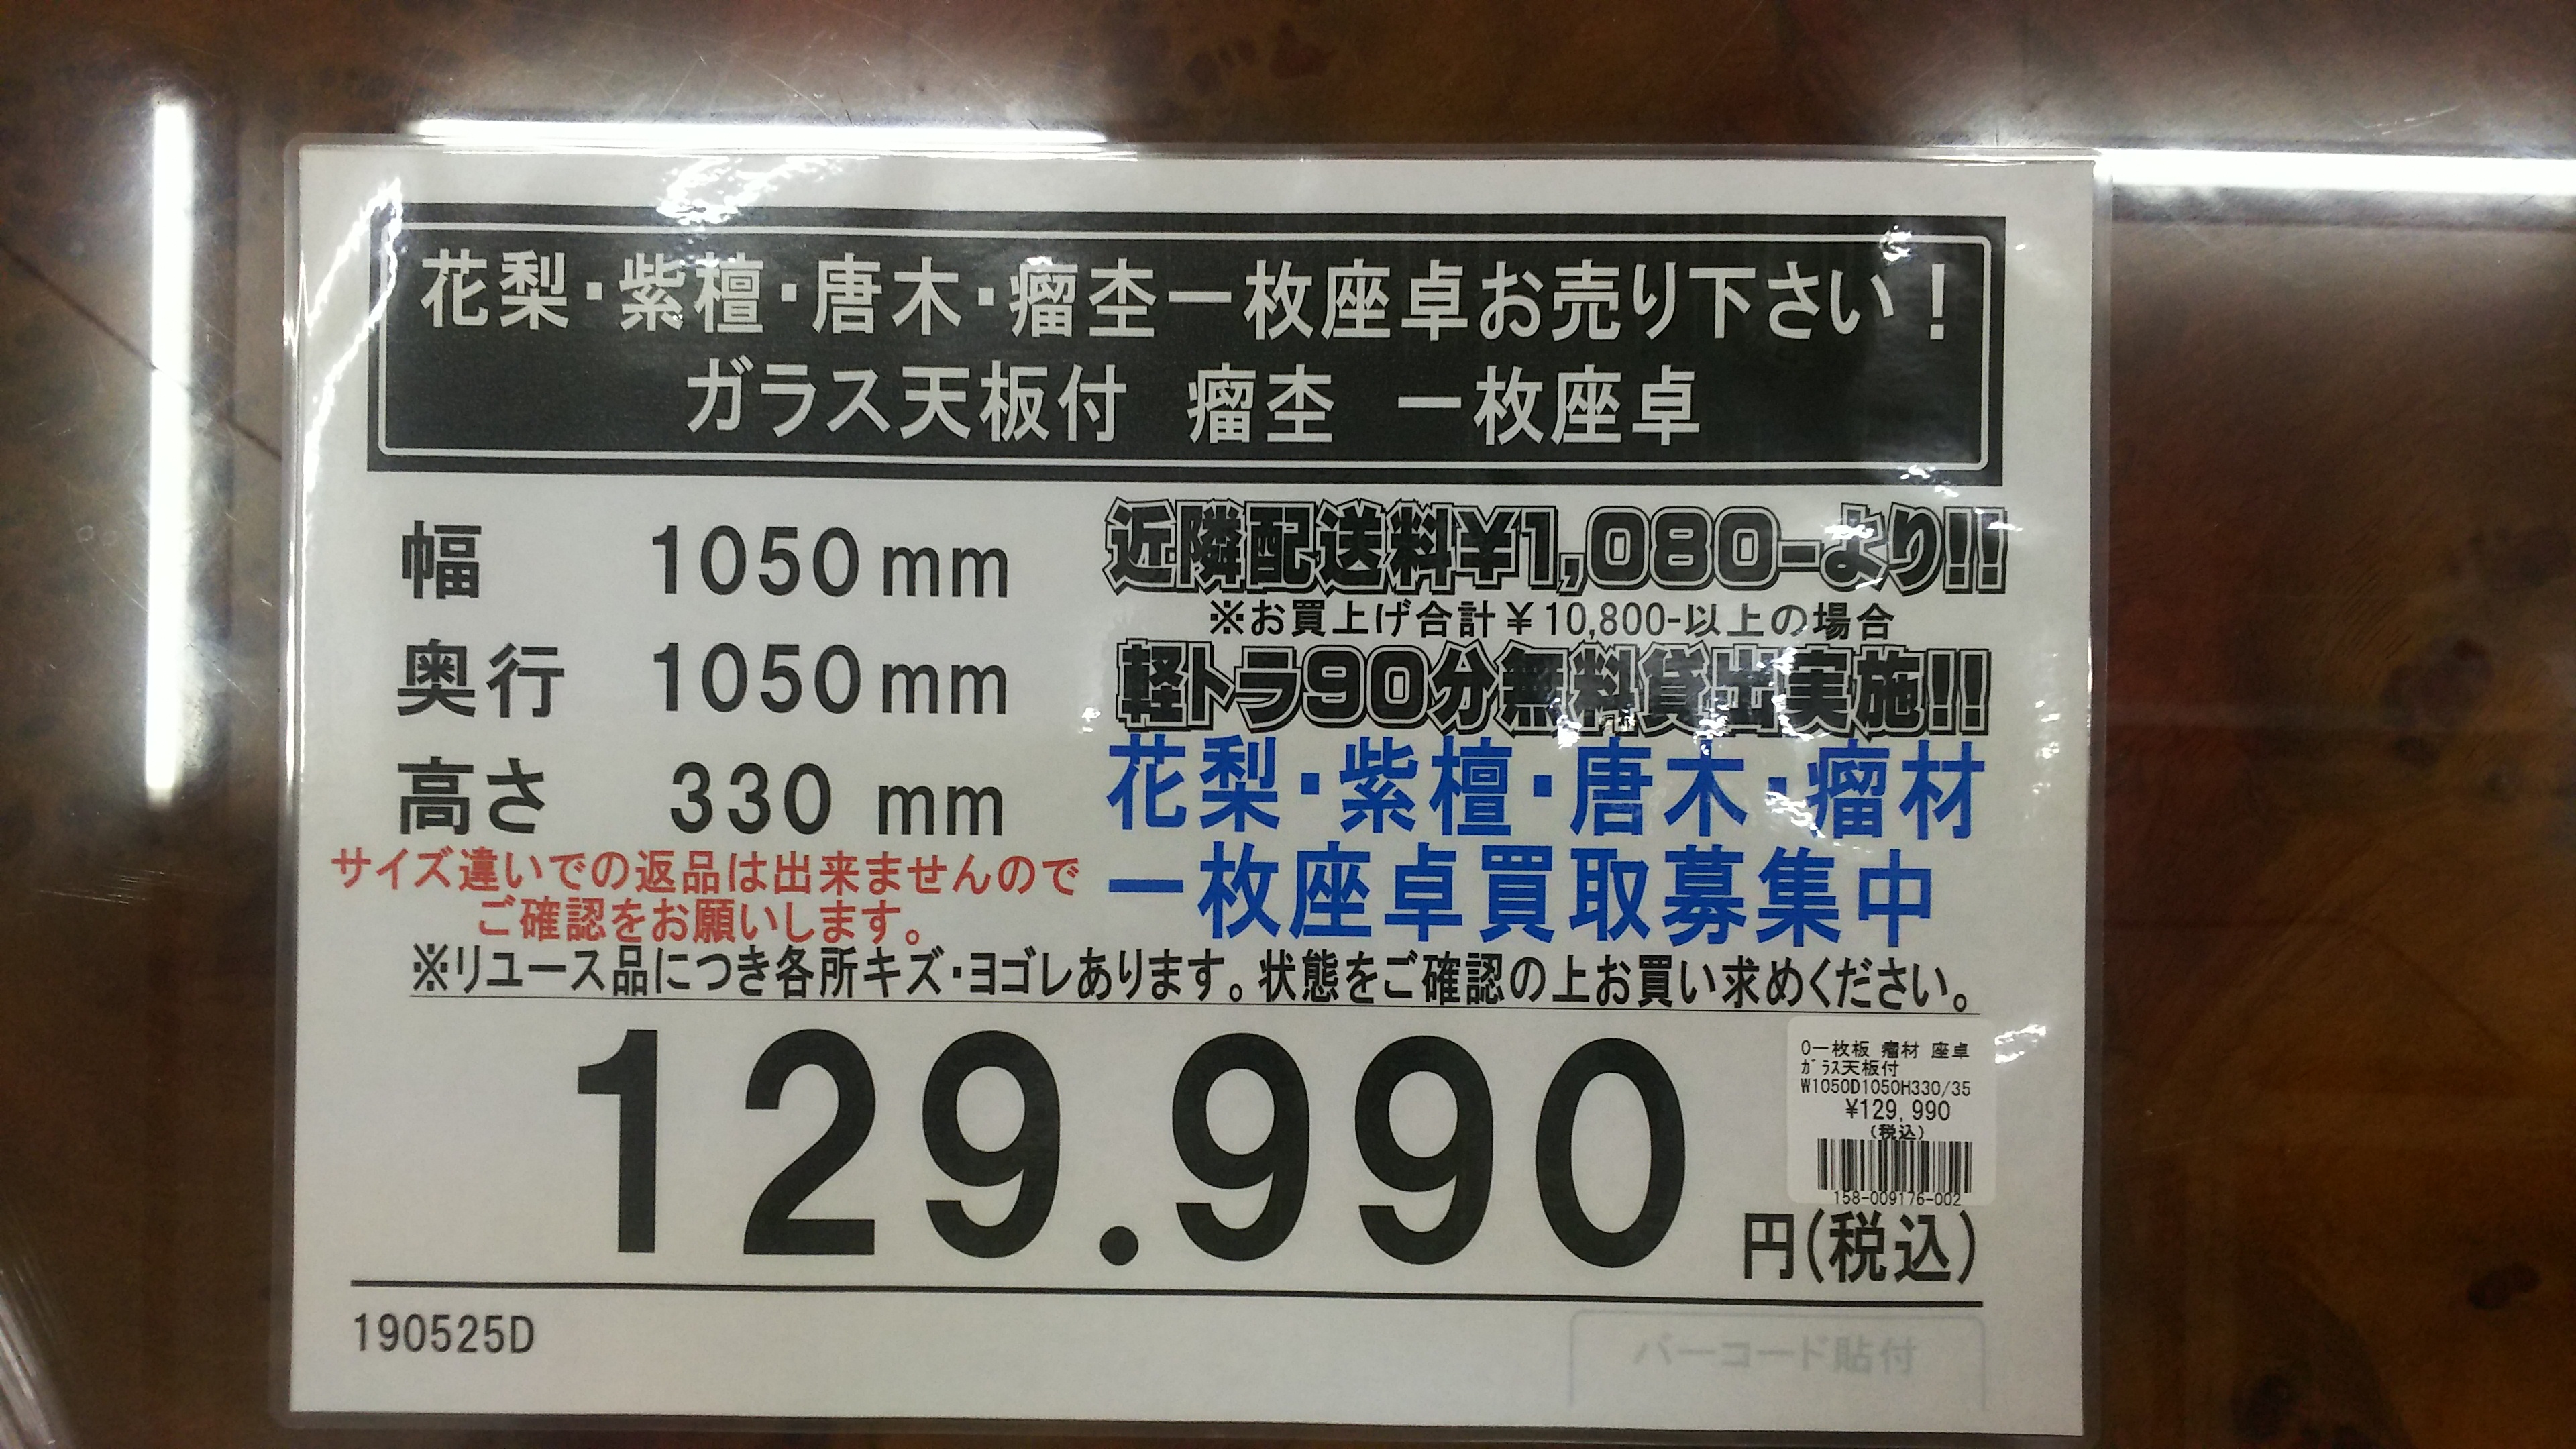 花梨・紫檀・唐木・瘤杢一枚座卓お売り下さい！
ガラス天板付　瘤杢　一枚座卓
幅　1050mm
奥行　1050mm
高さ　330 mm
サイズ違いでの返品は出来ませんので
ご確認をお願いします。
近隣配送料¥1,080-より!!
※お買上げ合計￥10,800-以上の場合
軽トラ90分無料貸出実施!!
花梨・紫檀・唐木・瘤材
一枚座卓買取募集中
※リユース品につき各所キズ・ヨゴレあります。状態をご確認の上お買い求めください。
129.990
円(税込)
O一枚板 瘤材 座卓
ｶﾞﾗｽ天板付
W1050D1050H330/35
¥129,990
(税込)
158-009176-002
190525D
バーコード貼付